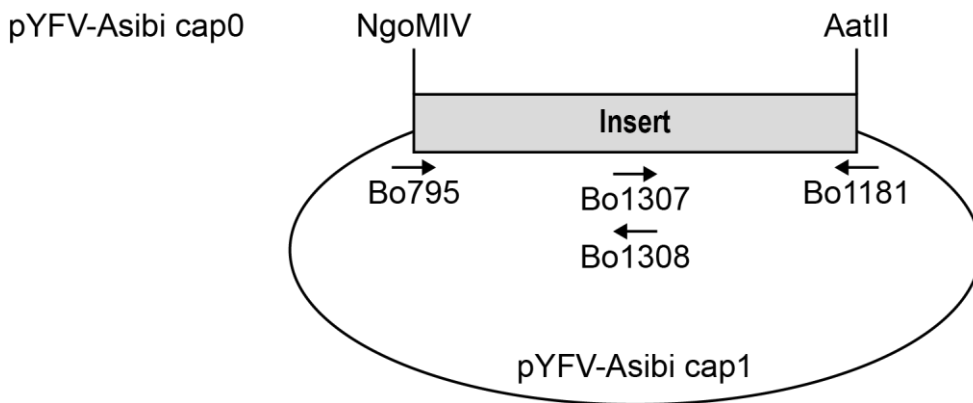 pYFV-Asibi cap0
NgoMIV
AatII
Insert
Bo795
Bo1307
Bo1181
Bo1308
pYFV-Asibi cap1